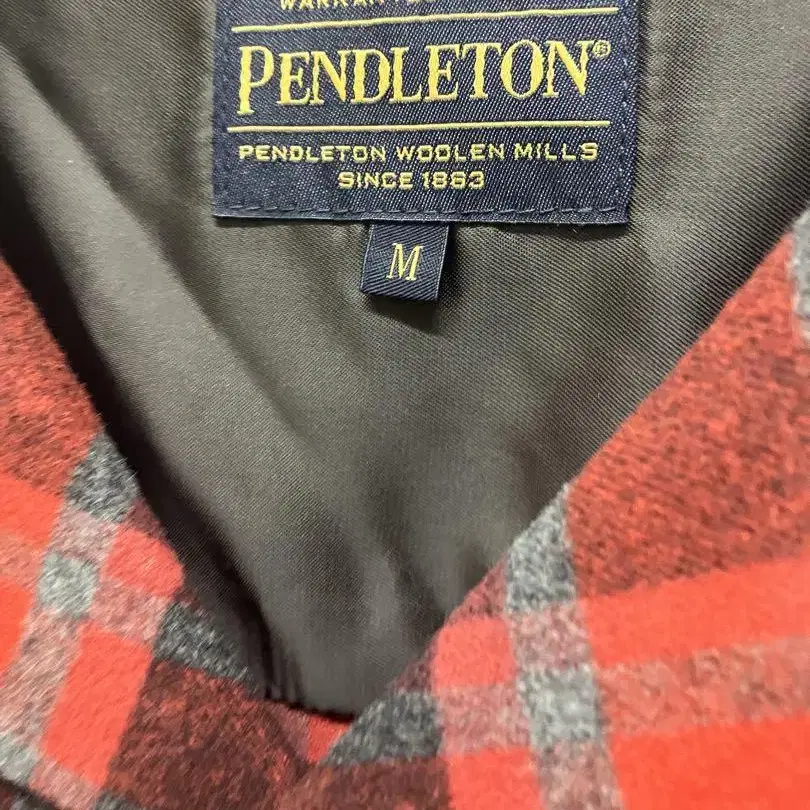 PENDLETON®
PENDLETON WOOLEN MILLS
SINCE 1863
M